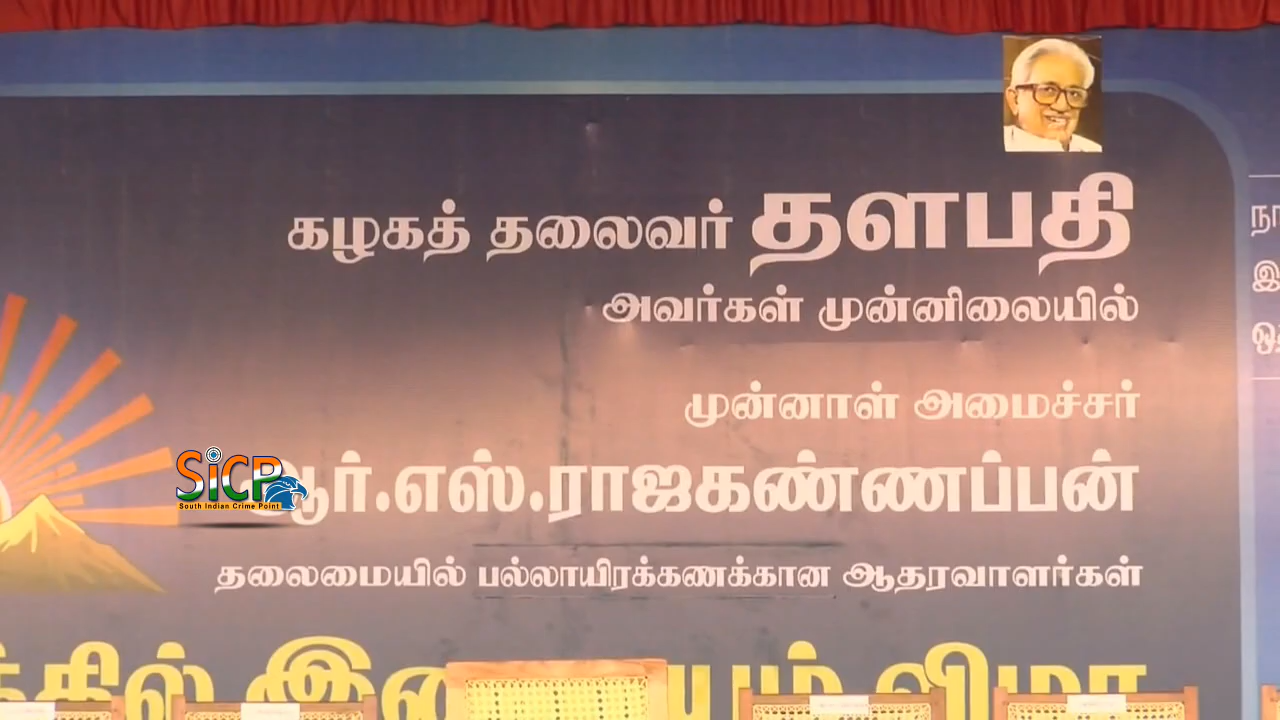 கழகத் தலைவர் தளபதி
அவர்கள் முன்னிலையில்
முன்னாள் அமைச்சர்
ஆர்.எஸ்.ராஜகண்ணப்பன்
SiCP
South Indian Crime Point
தலைமையில் பல்லாயிரக்கணக்கான ஆதரவாளர்கள்
விழா